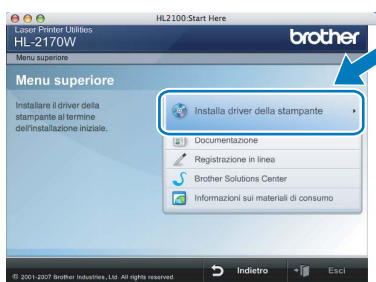 HL2100:Start Here
Laser Printer Utilities
HL-2170W
brother
Menu superiore
Menu superiore
Installare il driver della
stampante al termine
dell'installazione iniziale.
Installa driver della stampante
Documentazione
Registrazione in linea
Brother Solutions Center
Informazioni sui materiali di consumo
© 2001-2007 Brother Industries, Ltd. All rights reserved.
Indietro
Esci